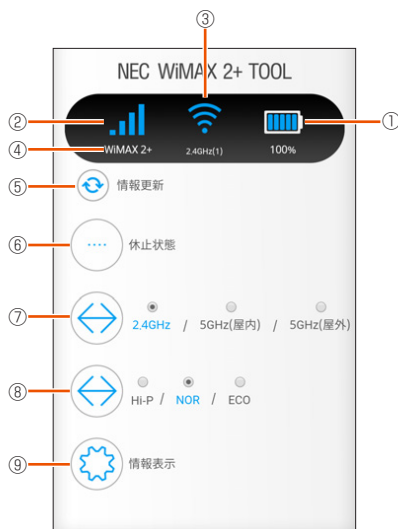 ③
NEC WiMAX 2+ TOOL
② ①
④ WiMAX 2+ 2.4GHz(1) 100%
⑤ 情報更新
⑥ 休止状態
⑦ 2.4GHz / 5GHz(屋内) / 5GHz(屋外)
⑧ Hi-P / NOR / ECO
⑨ 情報表示